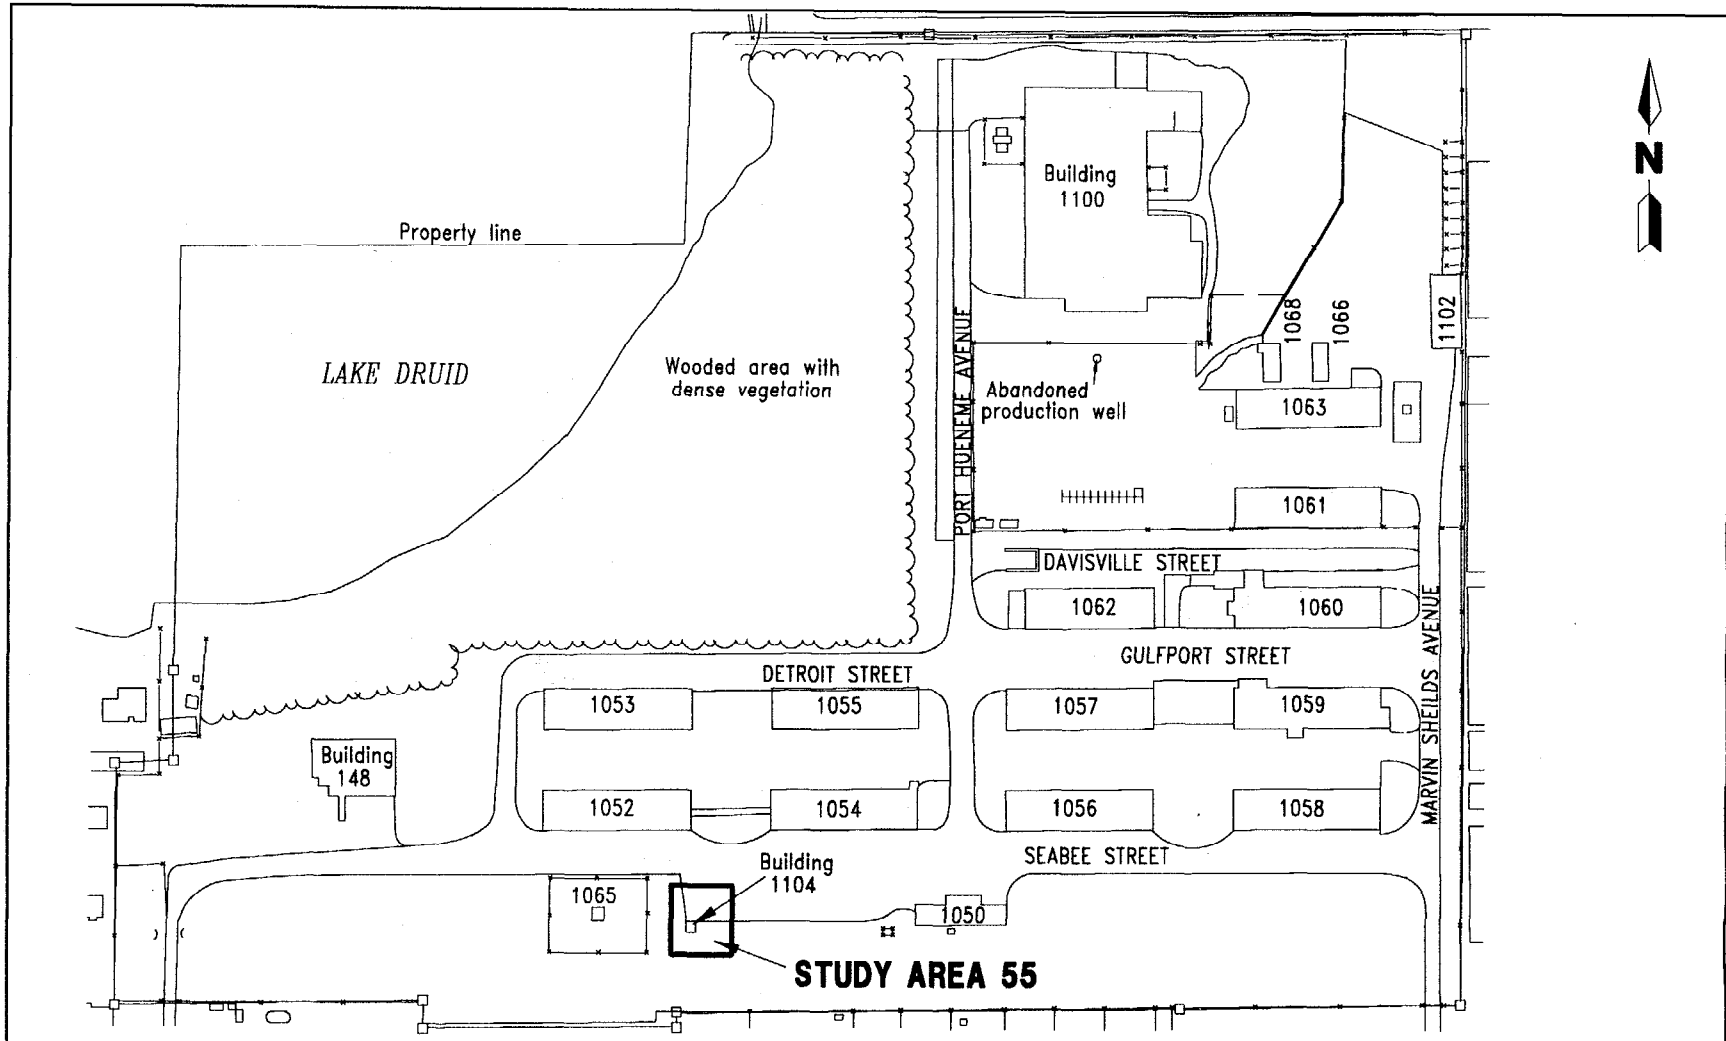 N
Building
1100
Property line
1068
1066
1102
LAKE DRUID
Wooded area with
dense vegetation
PORT HUENEME AVENUE
Abandoned
production well
1063
1061
DAVISVILLE STREET
1062
1060
MARVIN SHEILDS AVENUE
GULFPORT STREET
DETROIT STREET
1053
1055
1057
1059
Building
148
1052
1054
1056
1058
SEABEE STREET
Building
1104
1065
1050
STUDY AREA 55